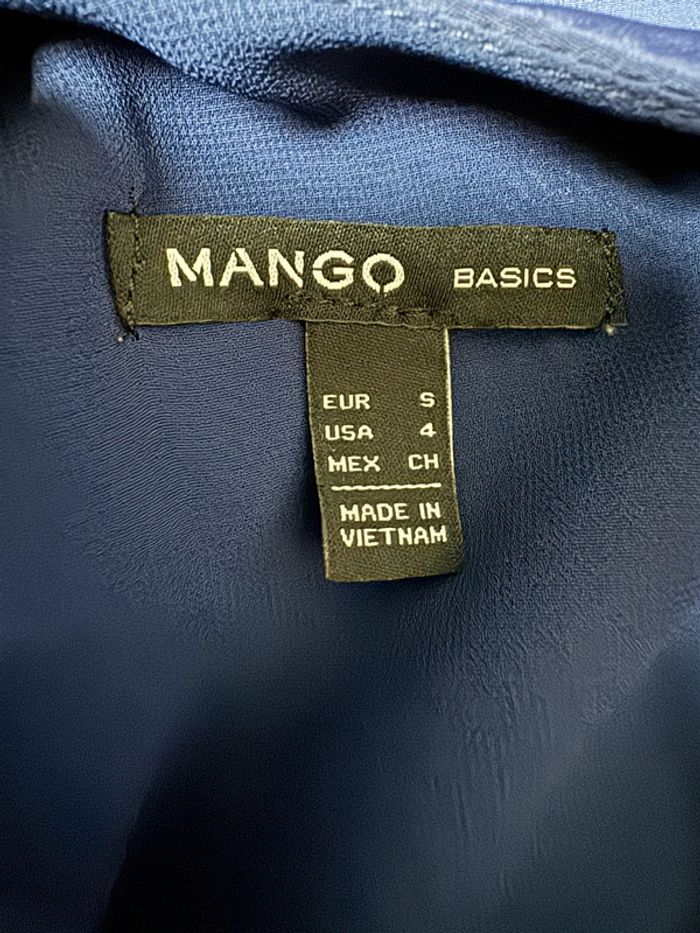 MANGO BASICS
EUR S
USA 4
MEX CH
MADE IN
VIETNAM